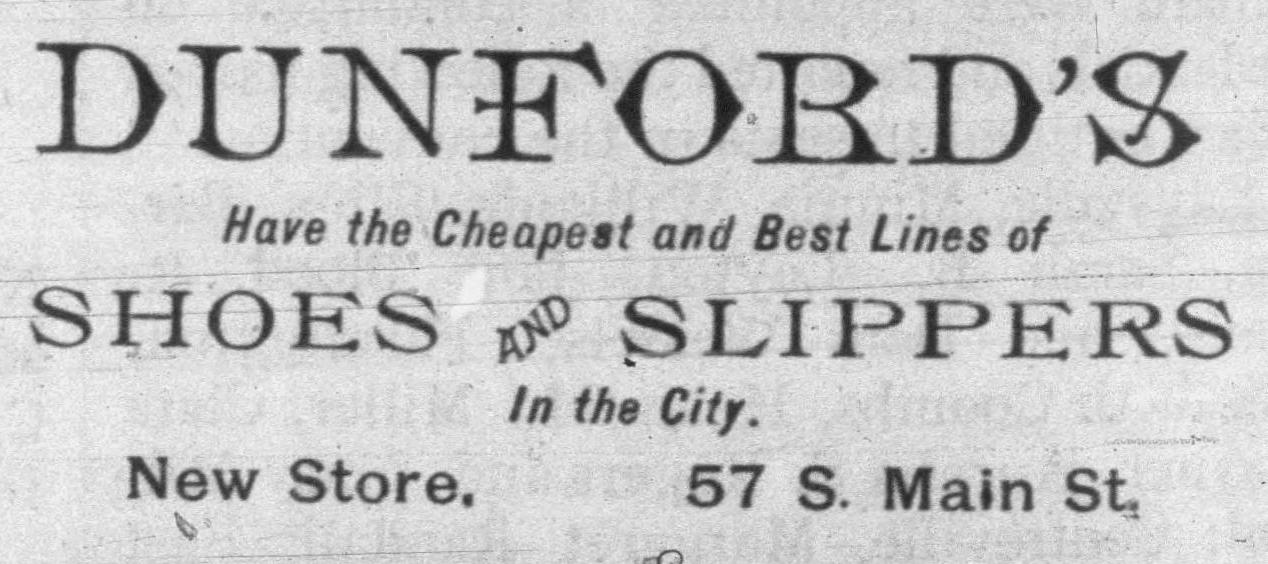 DUNFORD'S
Have the Cheapest and Best Lines of
SHOES AND SLIPPERS
In the City.
New Store. 57 S. Main St.